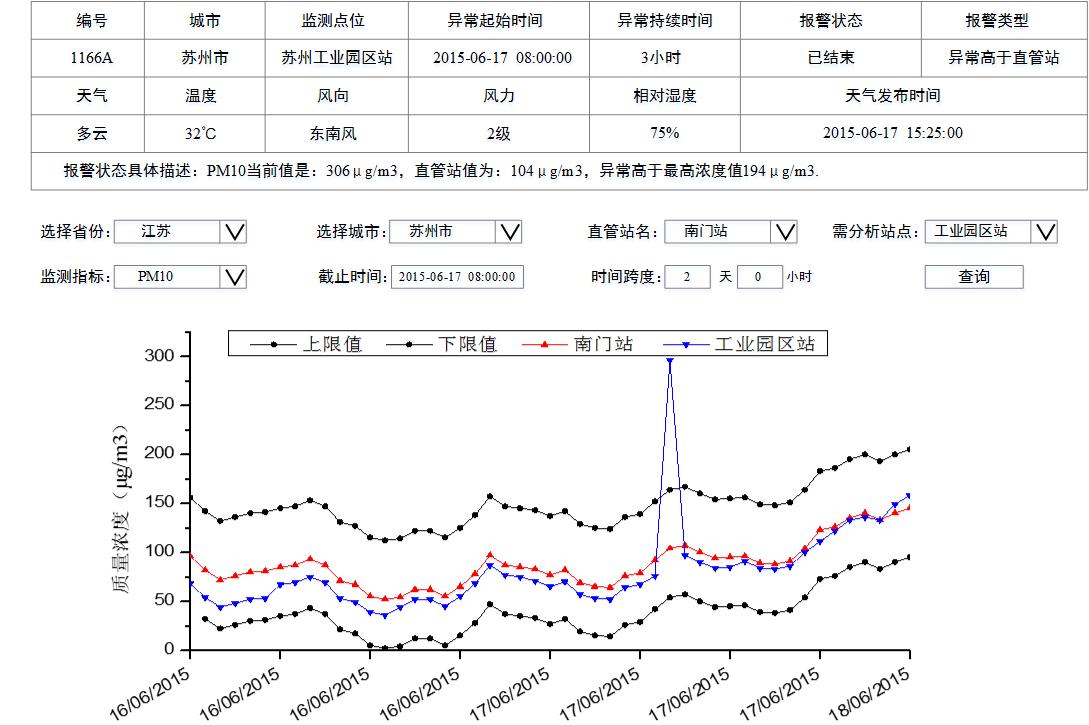 编号 城市 监测点位 异常起始时间 异常持续时间 报警状态 报警类型
1166A 苏州市 苏州工业园区站 2015-06-17 08:00:00 3小时 已结束 异常高于直管站
天气 温度 风向 风力 相对湿度 天气发布时间
多云 32℃ 东南风 2级 75% 2015-06-17 15:25:00
报警状态具体描述：PM10当前值是：306μg/m3，直管站值为：104μg/m3，异常高于最高浓度值194μg/m3.
选择省份： 江苏 选择城市： 苏州市 直管站名： 南门站 需分析站点： 工业园区站
监测指标： PM10 截止时间： 2015-06-17 08:00:00 时间跨度： 2 天 0 小时 查询
上限值 下限值 南门站 工业园区站
300
250
200
150
100
50
0
质量浓度（μg/m3）
16/06/2015 16/06/2015 16/06/2015 16/06/2015 17/06/2015 17/06/2015 17/06/2015 17/06/2015 18/06/2015